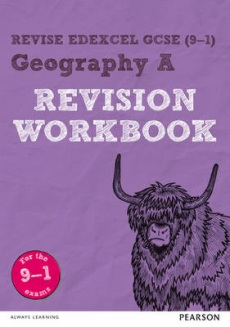 REVISE EDEXCEL GCSE (9–1)
Geography A
REVISION
WORKBOOK
For the
9–1
exams
ALWAYS LEARNING
PEARSON